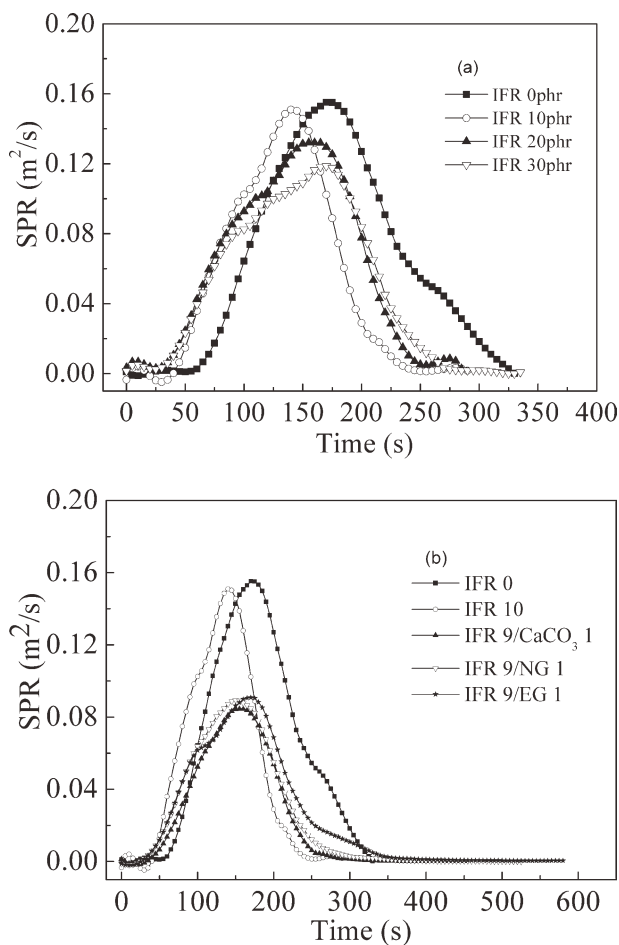 0.20
0.16
0.12
0.08
0.04
0.00
SPR (m²/s)
(a)
IFR 0phr
IFR 10phr
IFR 20phr
IFR 30phr
0 50 100 150 200 250 300 350 400
Time (s)
0.20
0.16
0.12
0.08
0.04
0.00
SPR (m2/s)
(b)
IFR 0
IFR 10
IFR 9/CaCO₃ 1
IFR 9/NG 1
IFR 9/EG 1
0 100 200 300 400 500 600
Time (s)